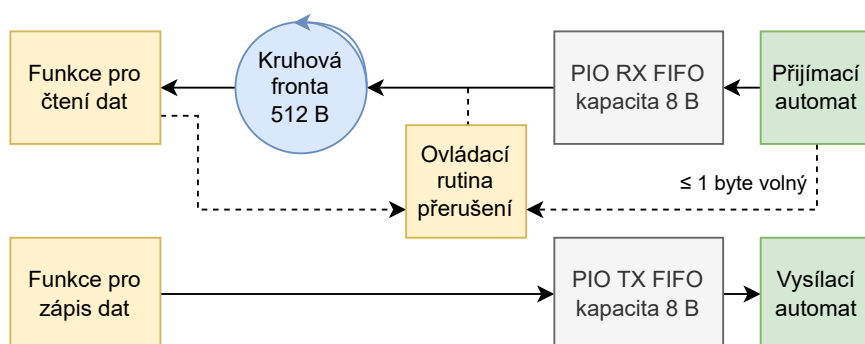 Funkce pro
čtení dat
Kruhová
fronta
512 B
PIO RX FIFO
kapacita 8 B
Přijímací
automat
Ovládací
rutina
přerušení
≤ 1 byte volný
Funkce pro
zápis dat
PIO TX FIFO
kapacita 8 B
Vysílací
automat